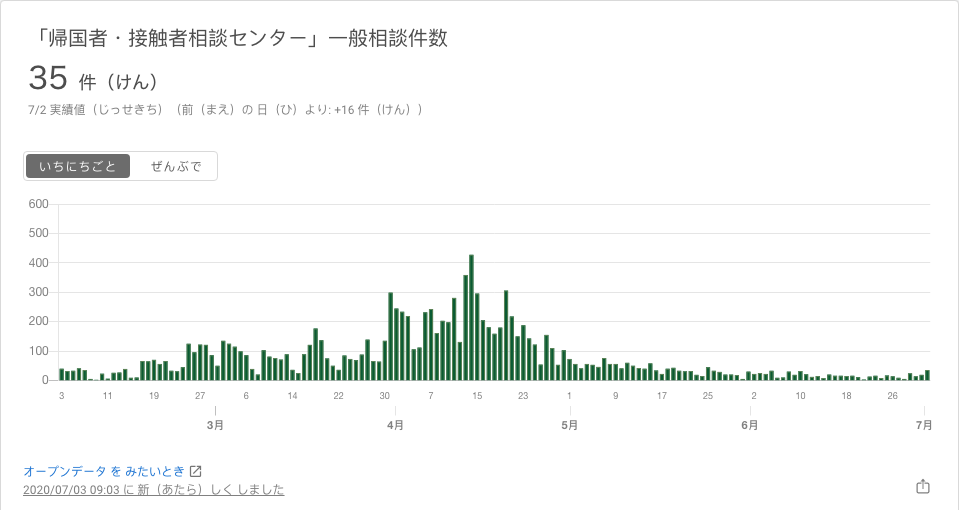 「帰国者・接触者相談センター」一般相談件数
35 件（けん）
7/2 実績値（じっせきち）（前（まえ）の 日（ひ）より: +16 件（けん））
いちにちごと ぜんぶで
600
500
400
300
200
100
0
3 11 19 27 6 14 22 30 7 15 23 1 9 17 25 2 10 18 26
3月 4月 5月 6月 7月
オープンデータ を みたいとき
2020/07/03 09:03 に 新（あたら）しく しました